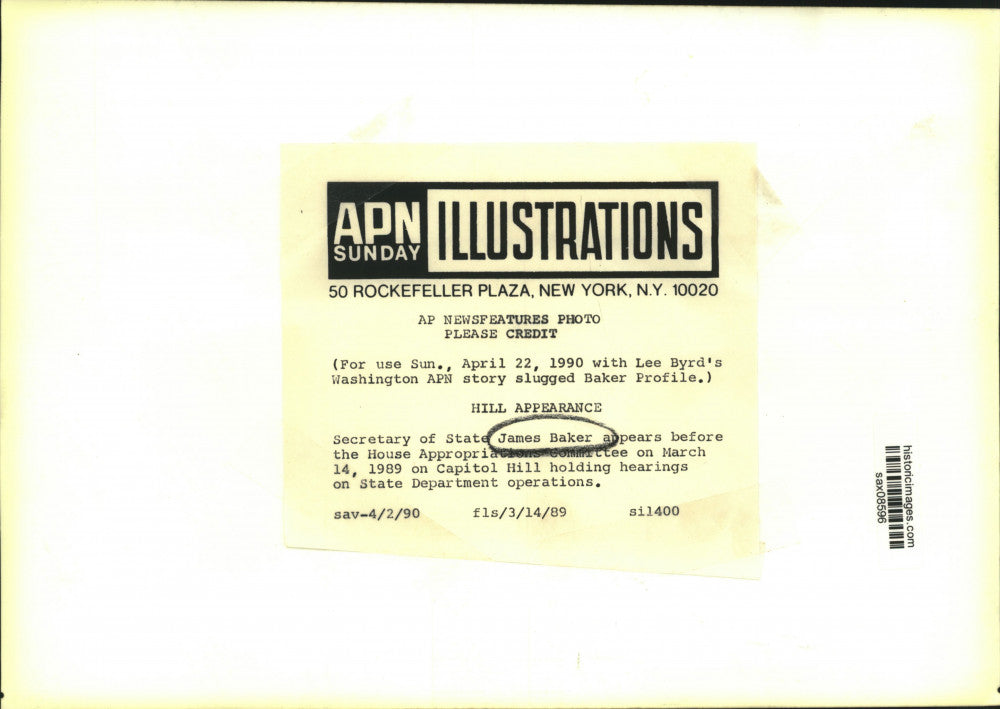 APN
SUNDAY
ILLUSTRATIONS
50 ROCKEFELLER PLAZA, NEW YORK, N.Y. 10020
AP NEWSFEATURES PHOTO
PLEASE CREDIT
(For use Sun., April 22, 1990 with Lee Byrd's
Washington APN story slugged Baker Profile.)
HILL APPEARANCE
Secretary of State James Baker appears before
the House Appropriations Committee on March
14, 1989 on Capitol Hill holding hearings
on State Department operations.
sav-4/2/90 fls/3/14/89 sil400
historicimages.com
sax08596